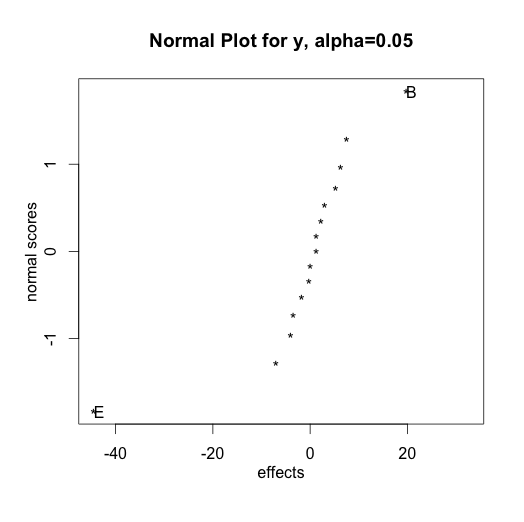 Normal Plot for y, alpha=0.05
B
1
0
-1
normal scores
E
-40 -20 0 20
effects